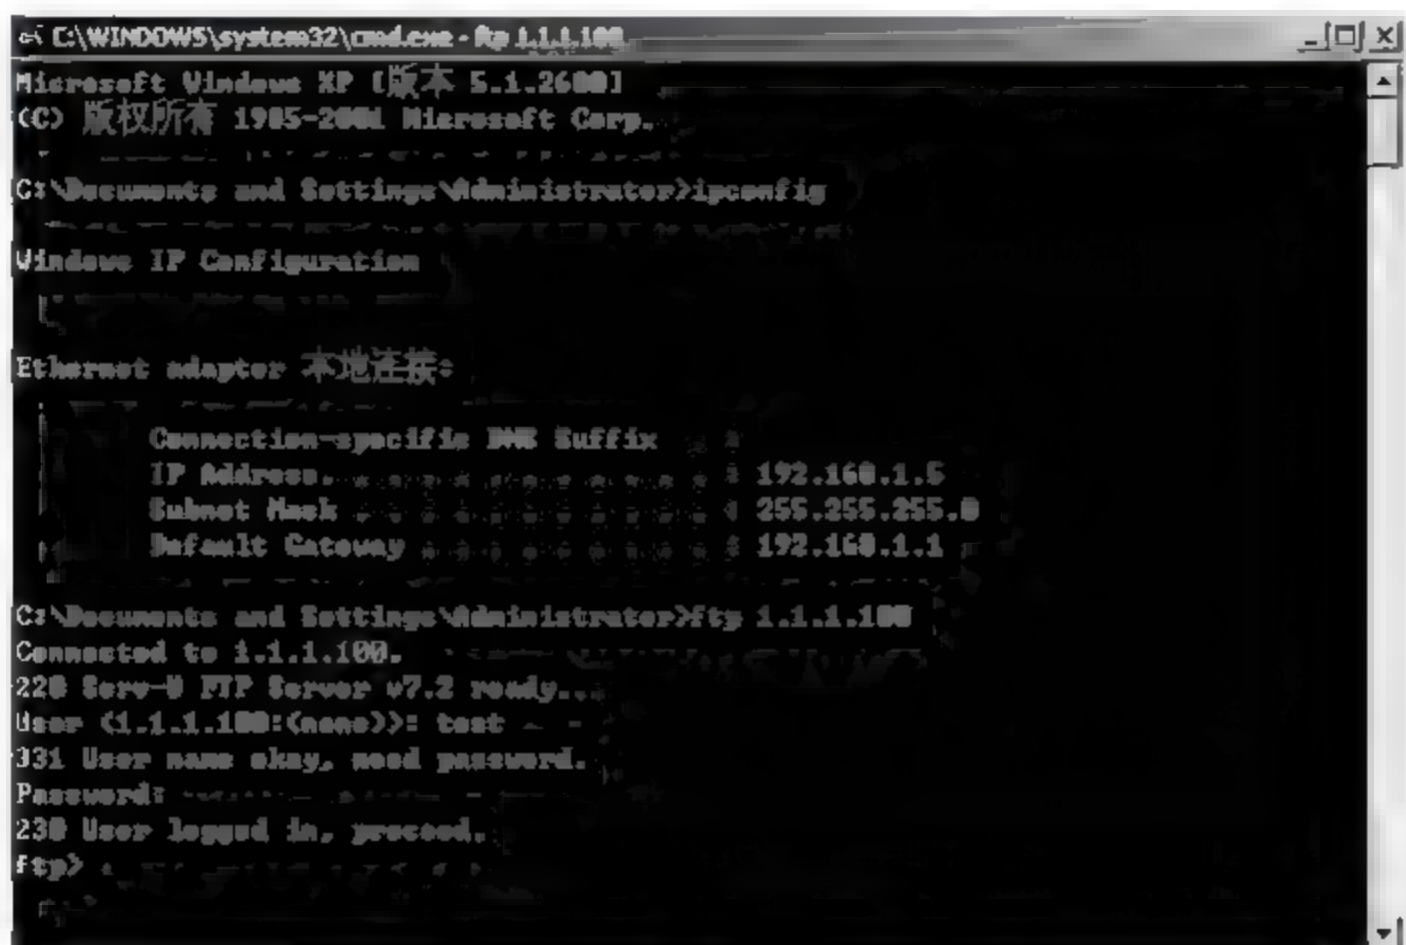 C:\WINDOWS\system32\cmd.exe - ftp 1.1.1.100
Microsoft Windows XP [版本 5.1.2600]
(C) 版权所有 1985-2001 Microsoft Corp.
C:\Documents and Settings\Administrator>ipconfig
Windows IP Configuration
Ethernet adapter 本地连接:
Connection-specific DNS Suffix  . :
IP Address. . . . . . . . . . . . : 192.168.1.5
Subnet Mask . . . . . . . . . . . : 255.255.255.0
Default Gateway . . . . . . . . . : 192.168.1.1
C:\Documents and Settings\Administrator>ftp 1.1.1.100
Connected to 1.1.1.100.
220 Serv-U FTP Server v7.2 ready...
User (1.1.1.100:(none)): test
331 User name okay, need password.
Password:
230 User logged in, proceed.
ftp>